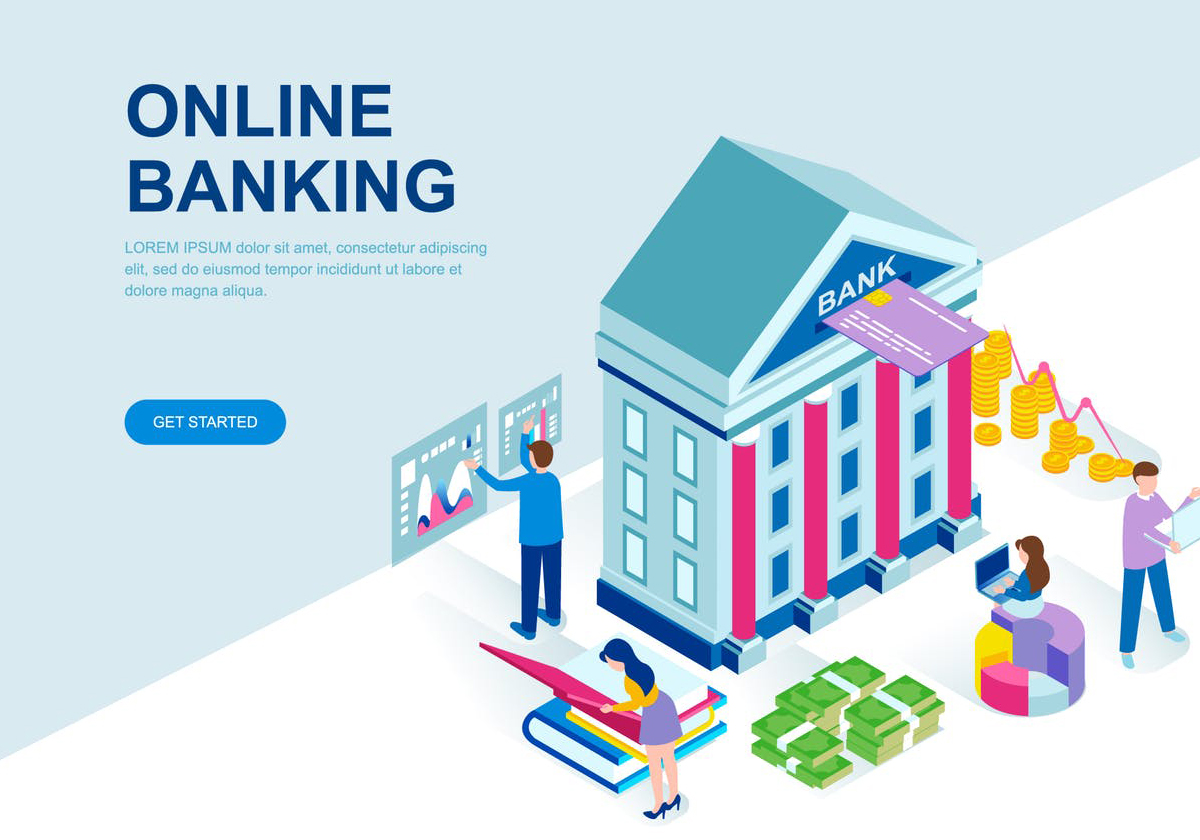 ONLINE
BANKING
LOREM IPSUM dolor sit amet, consectetur adipiscing
elit, sed do eiusmod tempor incididunt ut labore et
dolore magna aliqua.
GET STARTED
BANK